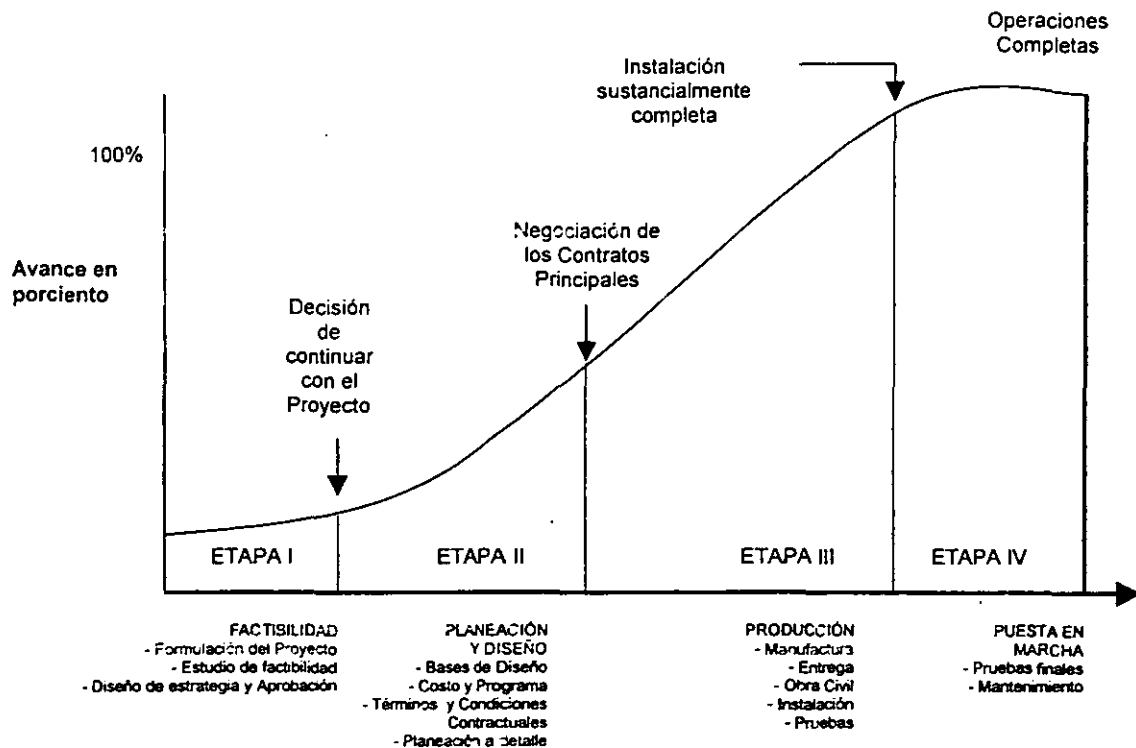 Operaciones
Completas
Instalación
sustancialmente
completa
100%
Negociación de
los Contratos
Principales
Avance en
porciento
Decisión
de
continuar
con el
Proyecto
ETAPA I
ETAPA II
ETAPA III
ETAPA IV
FACTISILIDAD
- Formulación del Proyecto
- Estudio de factibilidad
- Diseño de estrategia y Aprobación
PLANEACIÓN
Y DISEÑO
- Bases de Diseño
- Costo y Programa
- Términos y Condiciones
Contractuales
- Planeación a detalle
PRODUCCIÓN
- Manufactura
- Entrega
- Obra Civil
- Instalación
- Pruebas
PUESTA EN
MARCHA
- Pruebas finales
- Mantenimiento